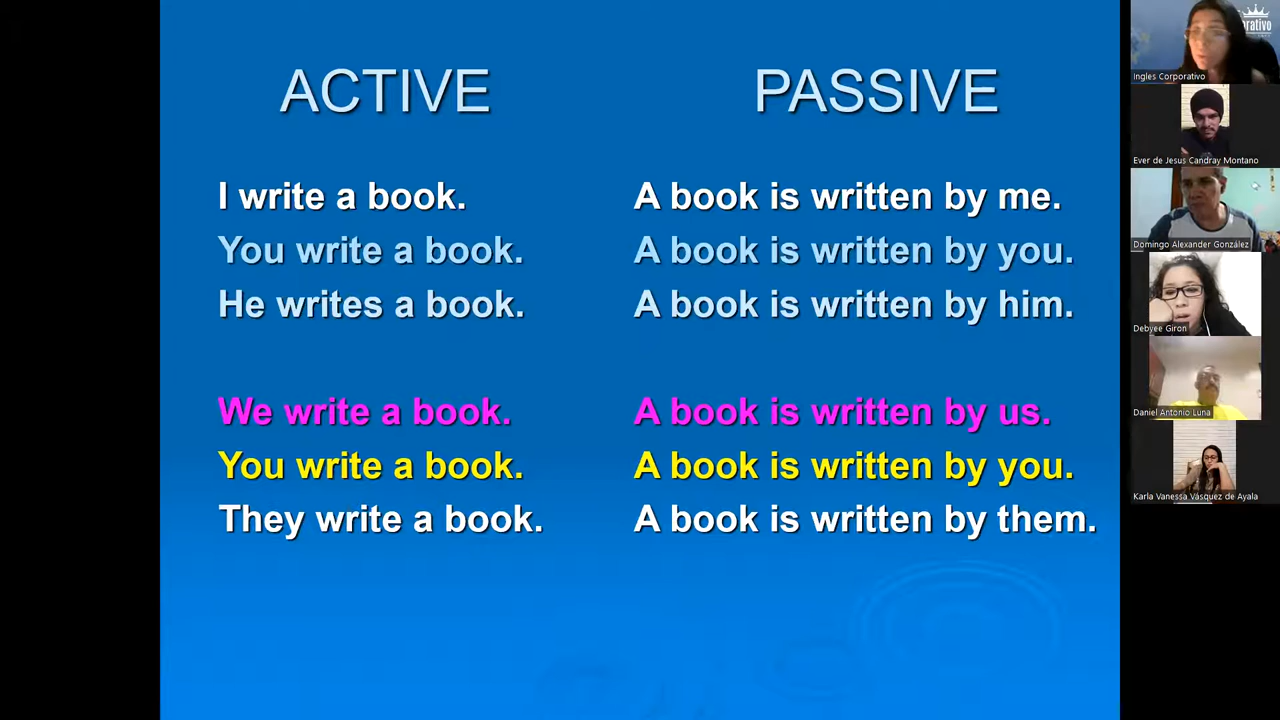 ACTIVE PASSIVE
I write a book. A book is written by me.
You write a book. A book is written by you.
He writes a book. A book is written by him.
We write a book. A book is written by us.
You write a book. A book is written by you.
They write a book. A book is written by them.
rativo
Ingles Corporativo
Ever de Jesus Candray Montano
Domingo Alexander González
Debyee Giron
Daniel Antonio Luna
Karla Vanessa Vásquez de Ayala